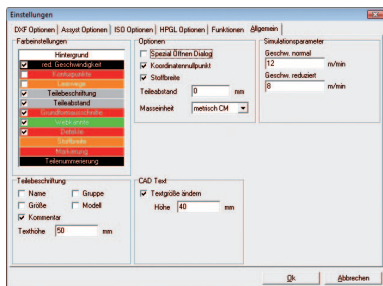 Einstellungen
DXF Optionen | Assyst Optionen | ISO Optionen | HPGL Optionen | Funktionen | Allgemein
Farbeinstellungen
Hintergrund
red. Geschwindigkeit
Konturpunkte
Leerwege
Teilebeschriftung
Teileabstand
Grundformausschnitte
Webkante
Defekte
Stoffbreite
Markierung
Teilenummerierung
Optionen
Spezial Öffnen Dialog
Koordinatennullpunkt
Stoffbreite
Teileabstand 0 mm
Masseinheit metrisch CM
Simulationsparameter
Geschw. normal
12 m/min
Geschw. reduziert
8 m/min
Teilebeschriftung
Name Gruppe
Größe Modell
Kommentar
Texthöhe 50 mm
CAD Text
Textgröße ändern
Höhe 40 mm
Ok Abbrechen